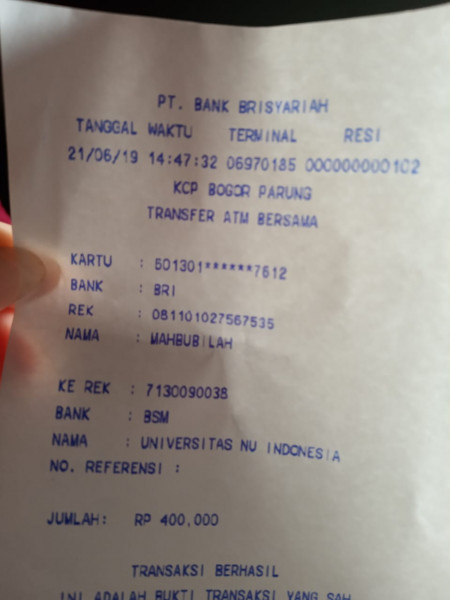 PT. BANK BRISYARIAH
TANGGAL WAKTU TERMINAL RESI
21/06/19 14:47:32 06970185 000000000102
KCP BOGOR PARUNG
TRANSFER ATM BERSAMA
KARTU : 501301******7612
BANK : BRI
REK : 081101027567535
NAMA : MAHBUBILAH
KE REK : 7130090038
BANK : BSM
NAMA : UNIVERSITAS NU INDONESIA
NO. REFERENSI :
JUMLAH: RP 400,000
TRANSAKSI BERHASIL
INI ADALAH BUKTI TRANSAKSI YANG SAH